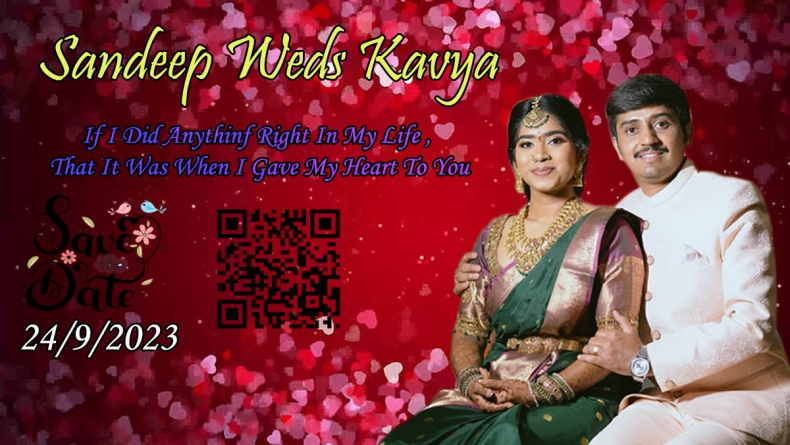 Sandeep Weds Kavya
If I Did Anythinf Right In My Life ,
That It Was When I Gave My Heart To You
Save
Date
24/9/2023